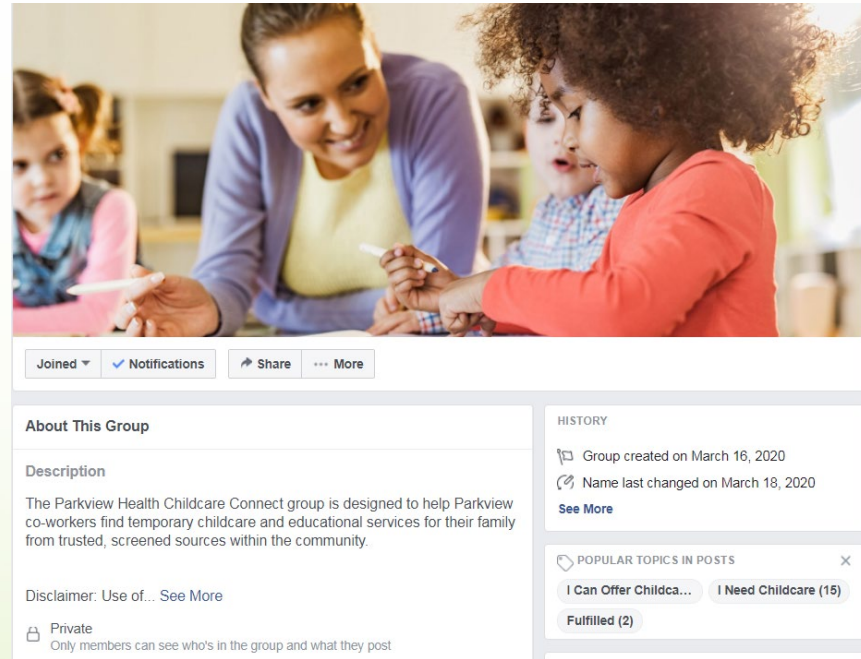 Joined
Notifications
Share
More
About This Group
Description
The Parkview Health Childcare Connect group is designed to help Parkview
co-workers find temporary childcare and educational services for their family
from trusted, screened sources within the community.
Disclaimer: Use of... See More
Private
Only members can see who's in the group and what they post
HISTORY
Group created on March 16, 2020
Name last changed on March 18, 2020
See More
POPULAR TOPICS IN POSTS
I Can Offer Childca... I Need Childcare (15)
Fulfilled (2)